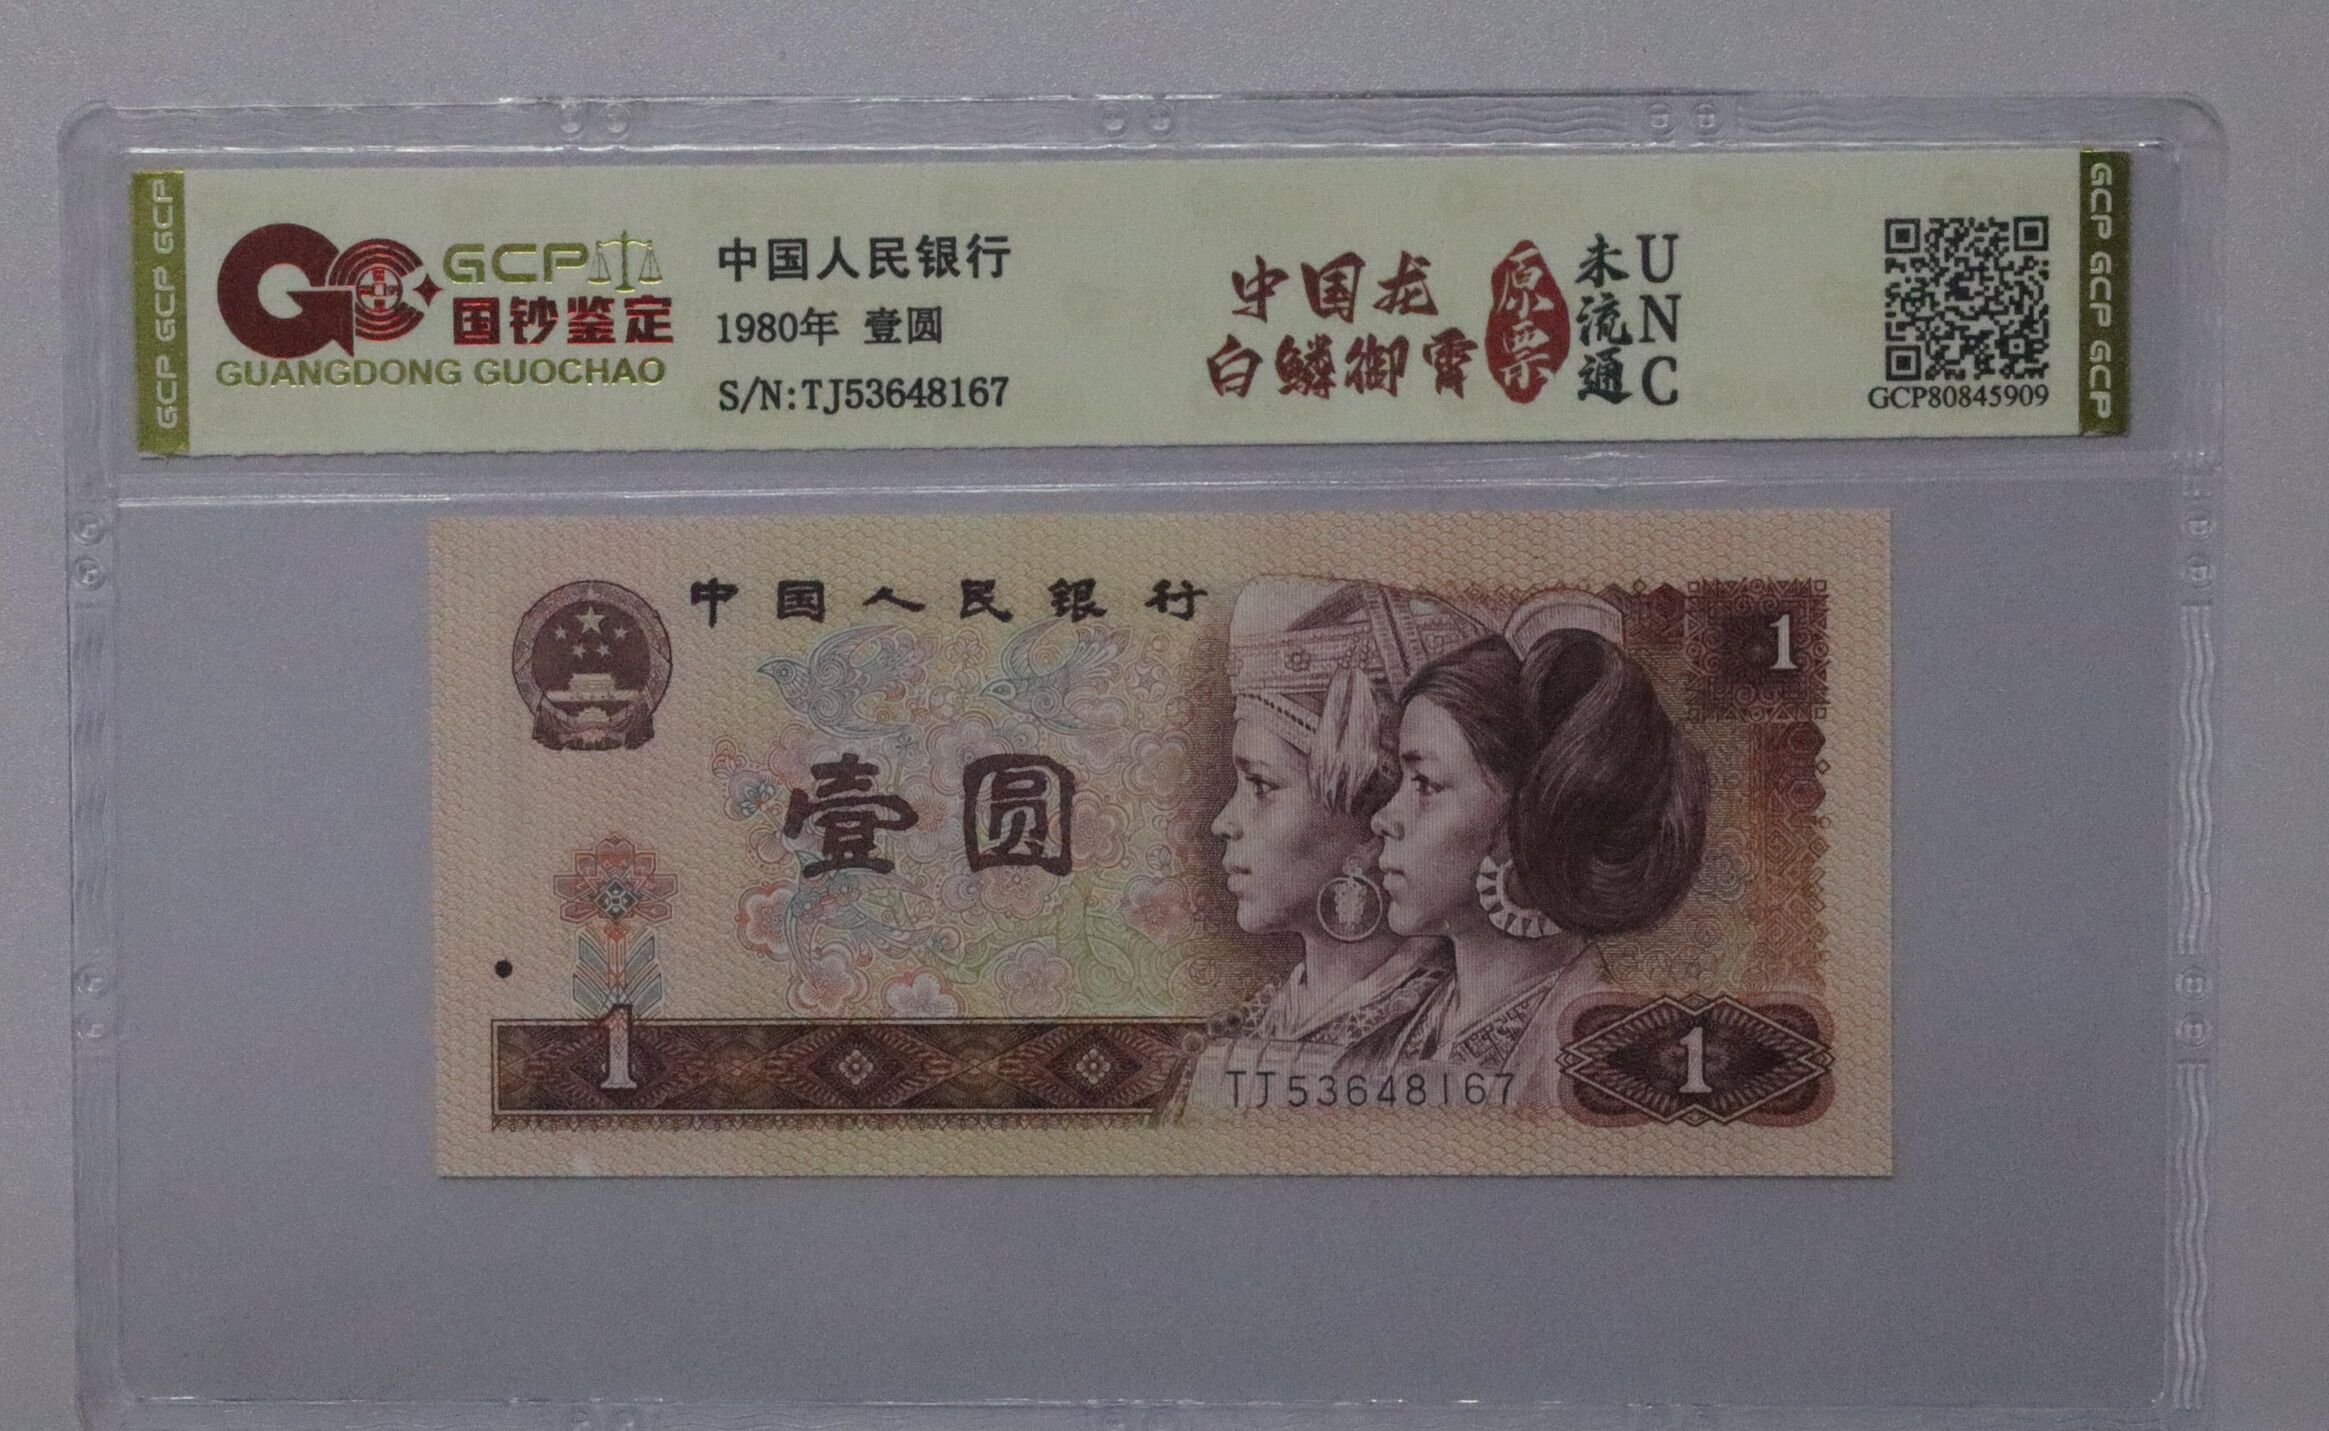 GCP GCP GCP
GCP
国钞鉴定
GUANGDONG GUOCHAO
中国人民银行
1980年 壹圆
S/N:TJ53648167
中国龙
白鳞御霄
原票
未流通
UNC
GCP80845909
GCP GCP GCP
中国人民银行
1
壹圆
1
TJ53648167
1